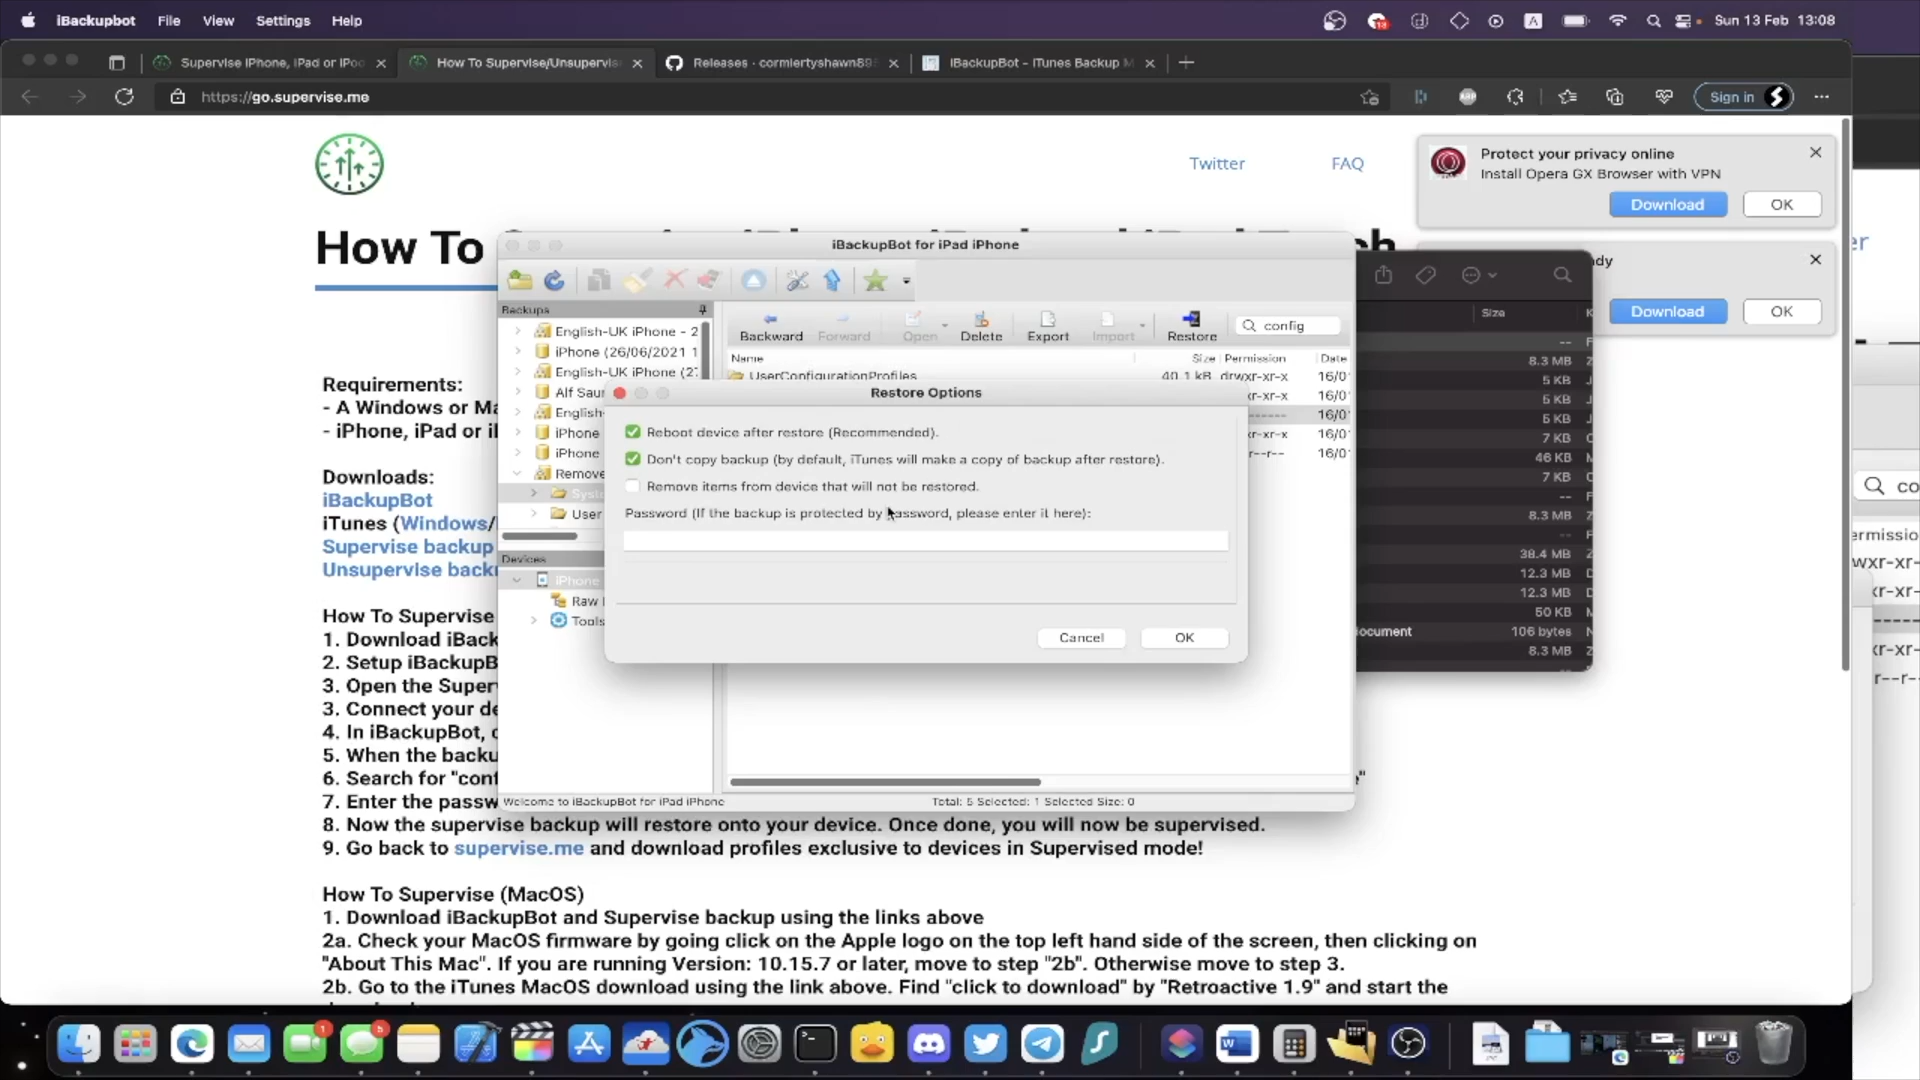 iBackupbot File View Settings Help
Sun 13 Feb 13:08
Supervise iPhone, iPad or iPo
How To Supervise/Unsupervis
Releases · cormiertyshawn895
iBackupBot - iTunes Backup M
https://go.supervise.me
Sign in
Twitter
FAQ
Protect your privacy online
Install Opera GX Browser with VPN
Download
OK
Download
OK
How To
iBackupBot for iPad iPhone
Backups
English-UK iPhone - 2
iPhone (26/06/2021 1
English-UK iPhone (2
Alf Sau
English-
iPhone
iPhone
Remove
Syst
User
Devices
iPhone
Raw
Tools
Backward
Forward
Open
Delete
Export
Import
Restore
config
Name
Size
Permission
Date
UserConfigurationProfiles
40.1 kB
drwxr-xr-x
16/0
Restore Options
Reboot device after restore (Recommended).
Don't copy backup (by default, iTunes will make a copy of backup after restore).
Remove items from device that will not be restored.
Password (If the backup is protected by password, please enter it here):
Cancel
OK
Welcome to iBackupBot for iPad iPhone
Total: 5 Selected: 1 Selected Size: 0
Size
8.3 MB
5 KB
5 KB
5 KB
7 KB
46 KB
7 KB
8.3 MB
38.4 MB
12.3 MB
12.3 MB
50 KB
ocument
106 bytes
8.3 MB
Requirements:
- A Windows or Ma
- iPhone, iPad or i
Downloads:
iBackupBot
iTunes (Windows/
Supervise backup
Unsupervise back
How To Supervise
1. Download iBack
2. Setup iBackupB
3. Open the Super
3. Connect your de
4. In iBackupBot, c
5. When the backu
6. Search for "conf
7. Enter the passw
8. Now the supervise backup will restore onto your device. Once done, you will now be supervised.
9. Go back to supervise.me and download profiles exclusive to devices in Supervised mode!
How To Supervise (MacOS)
1. Download iBackupBot and Supervise backup using the links above
2a. Check your MacOS firmware by going click on the Apple logo on the top left hand side of the screen, then clicking on
"About This Mac". If you are running Version: 10.15.7 or later, move to step "2b". Otherwise move to step 3.
2b. Go to the iTunes MacOS download using the link above. Find "click to download" by "Retroactive 1.9" and start the